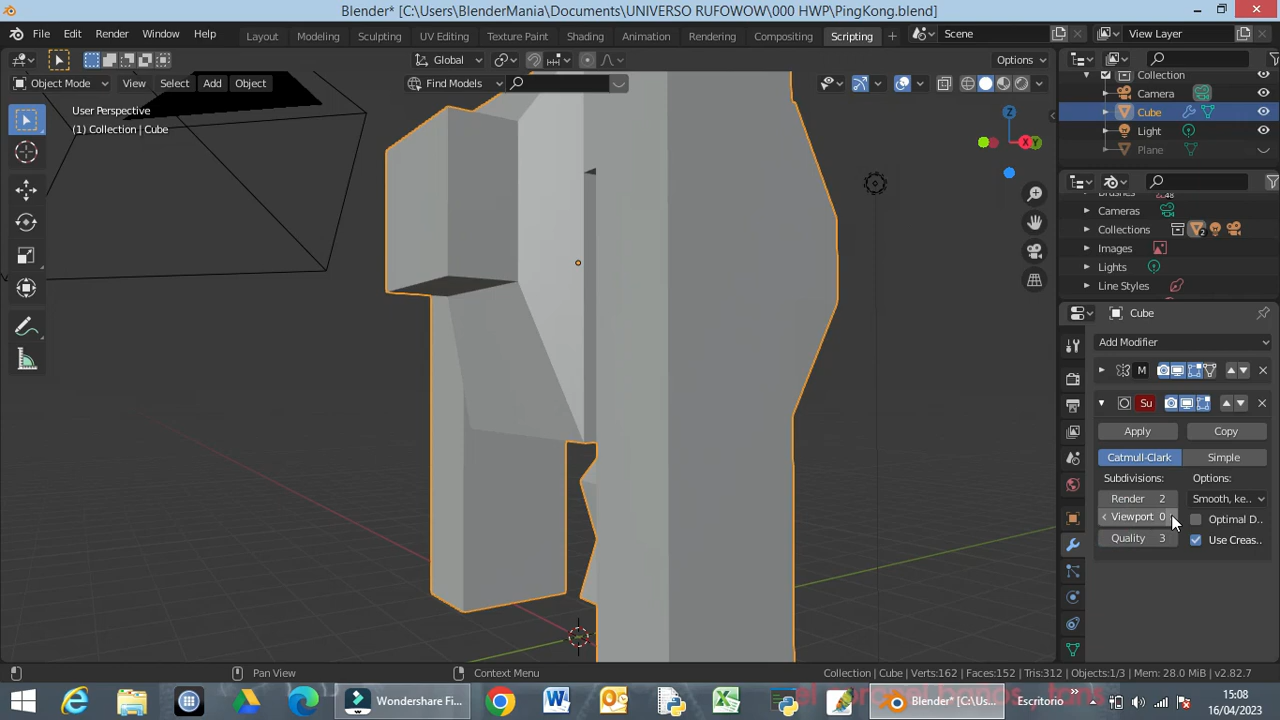 Blender* [C:\Users\BlenderMania\Documents\UNIVERSO RUFOWOW\000 HWP\PingKong.blend]
File Edit Render Window Help Layout Modeling Sculpting UV Editing Texture Paint Shading Animation Rendering Compositing Scripting + Scene View Layer
Global Options
Object Mode View Select Add Object Find Models
User Perspective
(1) Collection | Cube
Z
X Y
Collection
Camera
Cube
Light
Plane
Cameras
Collections 2
Images
Lights
Line Styles
Cube
Add Modifier
M
Su
Apply Copy
Catmull-Clark Simple
Subdivisions: Options:
Render 2 Smooth, ke..
Viewport 0 Optimal D..
Quality 3 Use Creas..
Pan View Context Menu Collection | Cube | Verts:162 | Faces:152 | Tris:312 | Objects:1/3 | Mem: 28.0 MiB | v2.82.7
Wondershare Fi... Blender* [C:\Us... Escritorio 15:08
16/04/2023